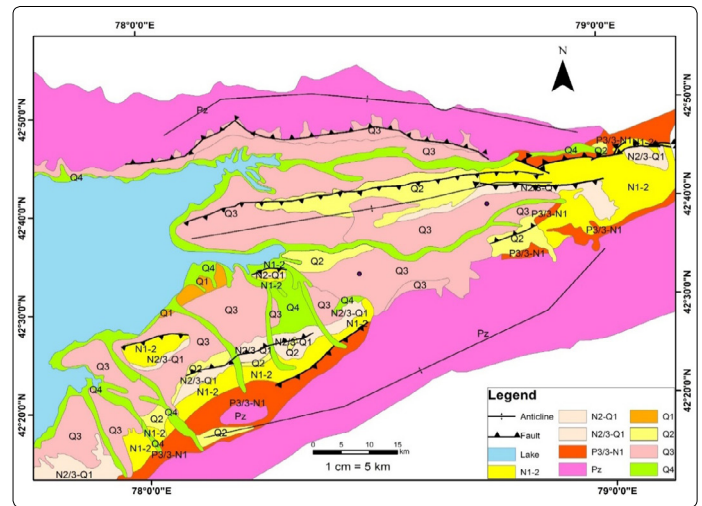 78°0'0"E
79°0'0"E
N
42°50'0"N
42°50'0"N
Pz
Q3
Q3
P3/3-N1
N1-2
Q4
Q2
N2/3-Q1
Q4
Q2
N1-2
42°40'0"N
42°40'0"N
Q3
Q3
P3/3-N1
Q3
Q2
P3/3-N1
P3/3-N1
Q2
N1-2
N2-Q1
N1-2
Q4
Q1
Q3
Q3
42°30'0"N
42°30'0"N
Q1
Q3
Q3
Q4
Q3
Q4
N2/3-Q1
N1-2
Pz
N1-2
N2/3-Q1
Q3
N2/3-Q1
N2/3-Q1
Q2
Q2
Q3
Q4
N2/3-Q1
N1-2
N1-2
42°20'0"N
42°20'0"N
P3/3-N1
Pz
Q2
Q4
Q3
Q3
N1-2
Q4
P3/3-N1
Q2
N2/3-Q1
Legend
Anticline
N2-Q1
Q1
Fault
N2/3-Q1
Q2
Lake
P3/3-N1
Q3
N1-2
Pz
Q4
0 5 10 15 km
1 cm = 5 km
78°0'0"E
79°0'0"E